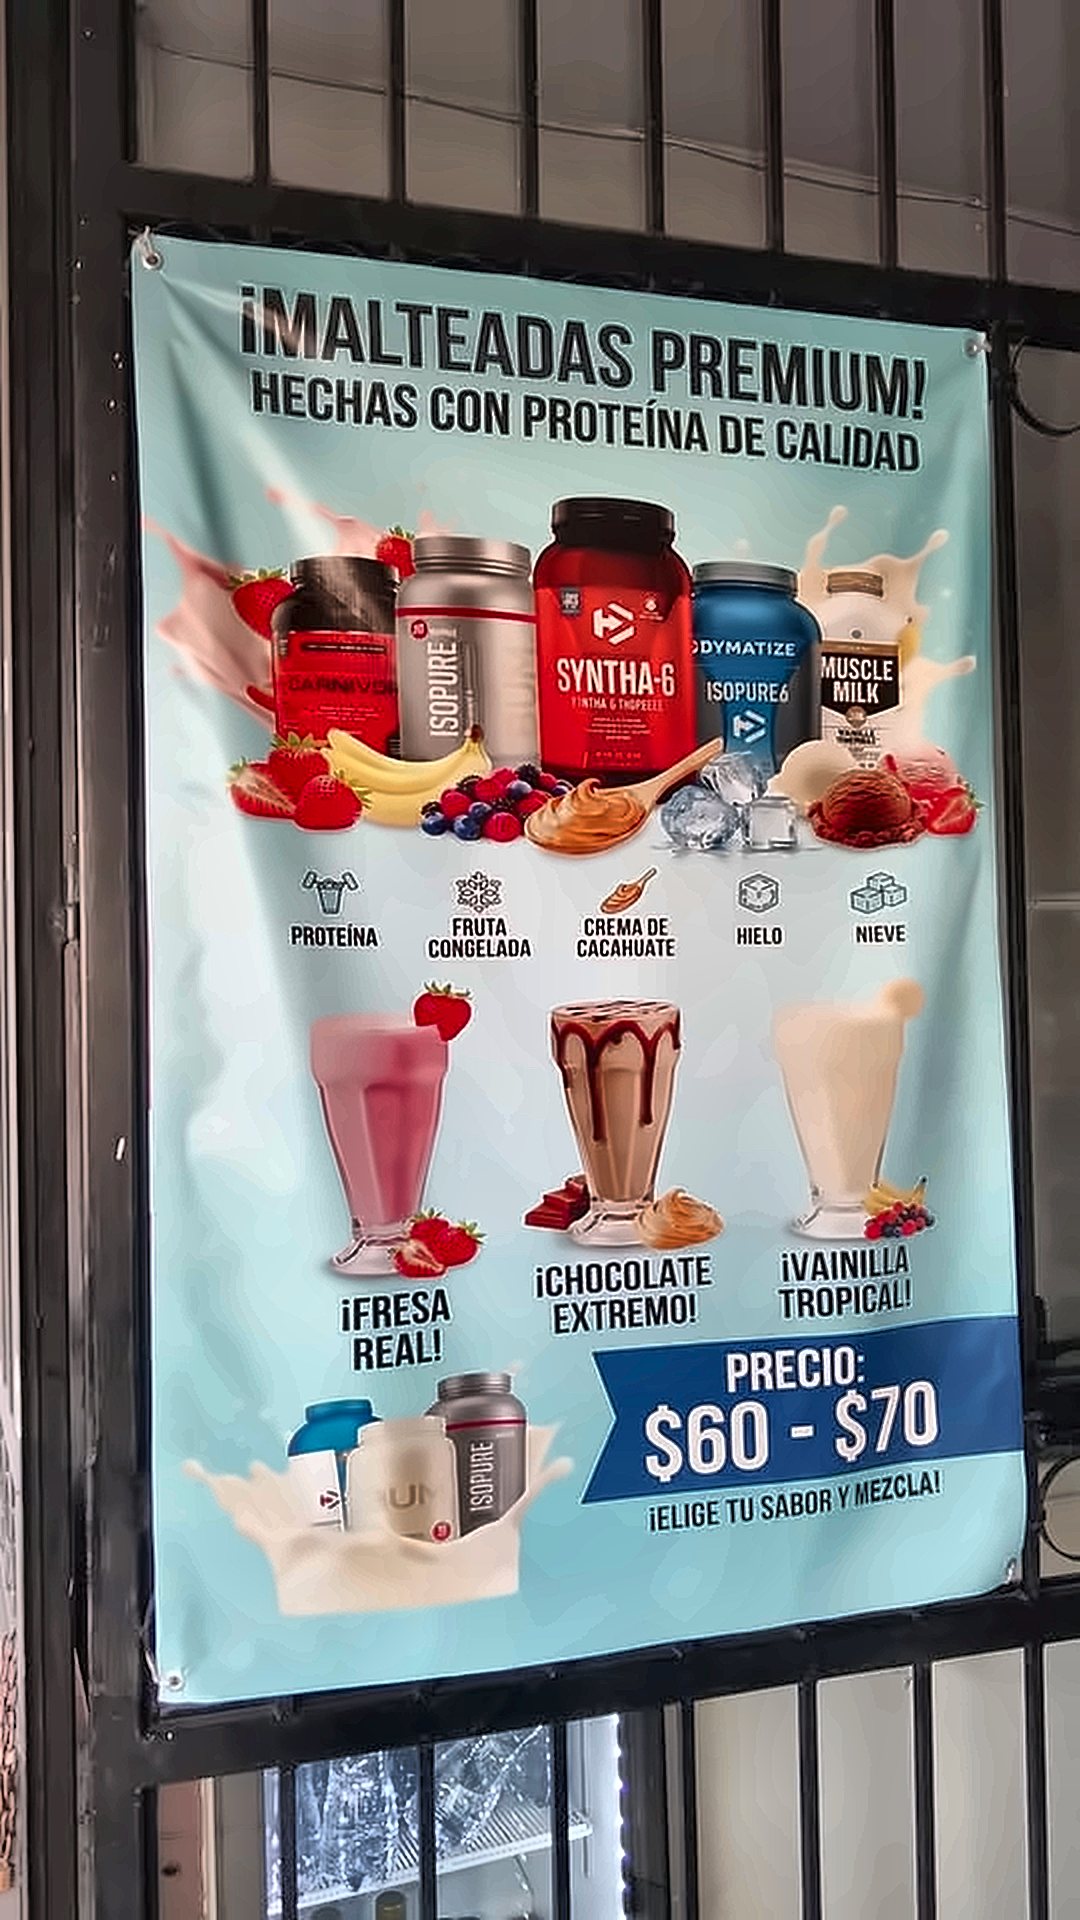 ¡MALTEADAS PREMIUM!
HECHAS CON PROTEÍNA DE CALIDAD
CARNIVOR
ISOPURE
SYNTHA-6
DYMATIZE
ISOPURE6
MUSCLE
MILK
PROTEÍNA
FRUTA
CONGELADA
CREMA DE
CACAHUATE
HIELO
NIEVE
¡FRESA
REAL!
¡CHOCOLATE
EXTREMO!
¡VAINILLA
TROPICAL!
PRECIO:
$60 - $70
¡ELIGE TU SABOR Y MEZCLA!
ISOPURE